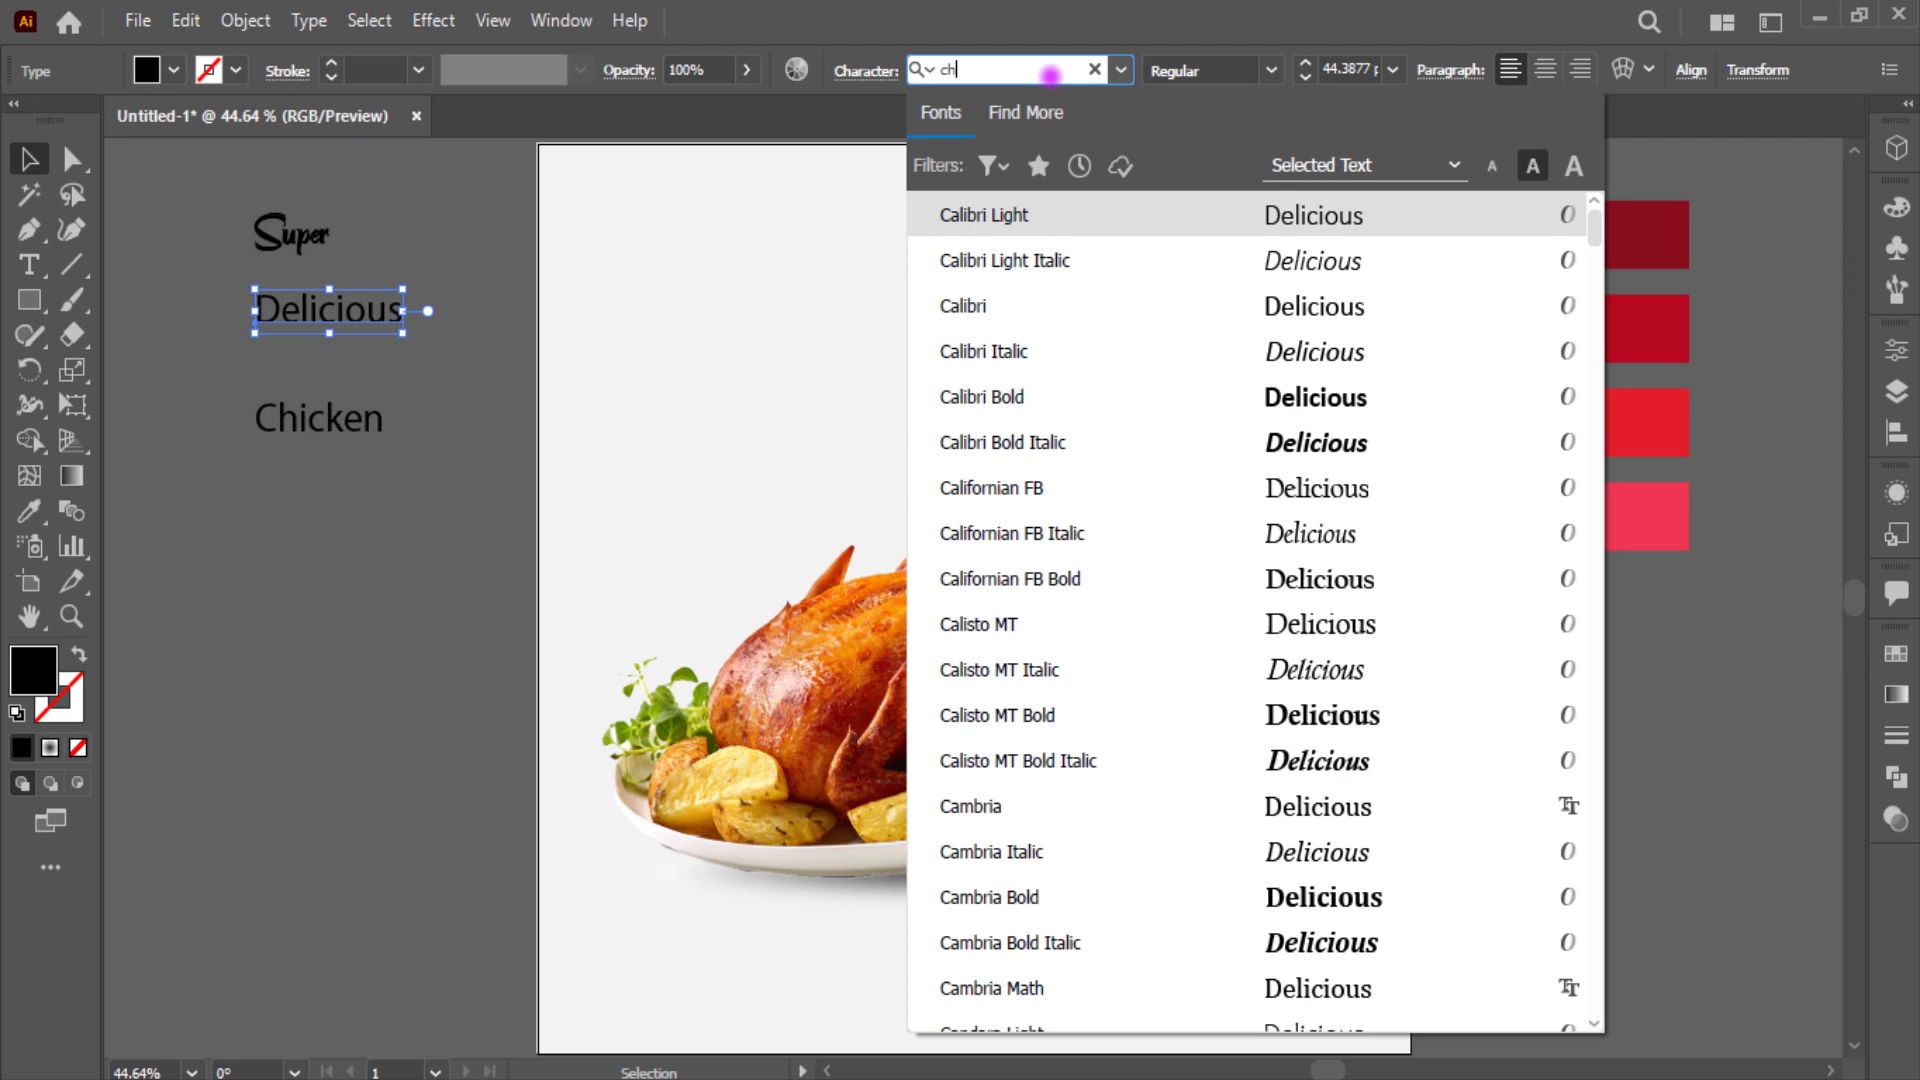 Ai File Edit Object Type Select Effect View Window Help
Type Stroke: Opacity: 100% Character: ch Regular 44.3877 Paragraph: Align Transform
Untitled-1* @ 44.64 % (RGB/Preview)
Fonts Find More
Filters: Selected Text A A A
Super
Delicious
Chicken
Calibri Light Delicious
Calibri Light Italic Delicious
Calibri Delicious
Calibri Italic Delicious
Calibri Bold Delicious
Calibri Bold Italic Delicious
Californian FB Delicious
Californian FB Italic Delicious
Californian FB Bold Delicious
Calisto MT Delicious
Calisto MT Italic Delicious
Calisto MT Bold Delicious
Calisto MT Bold Italic Delicious
Cambria Delicious
Cambria Italic Delicious
Cambria Bold Delicious
Cambria Bold Italic Delicious
Cambria Math Delicious
44.64% 0° 1 Selection